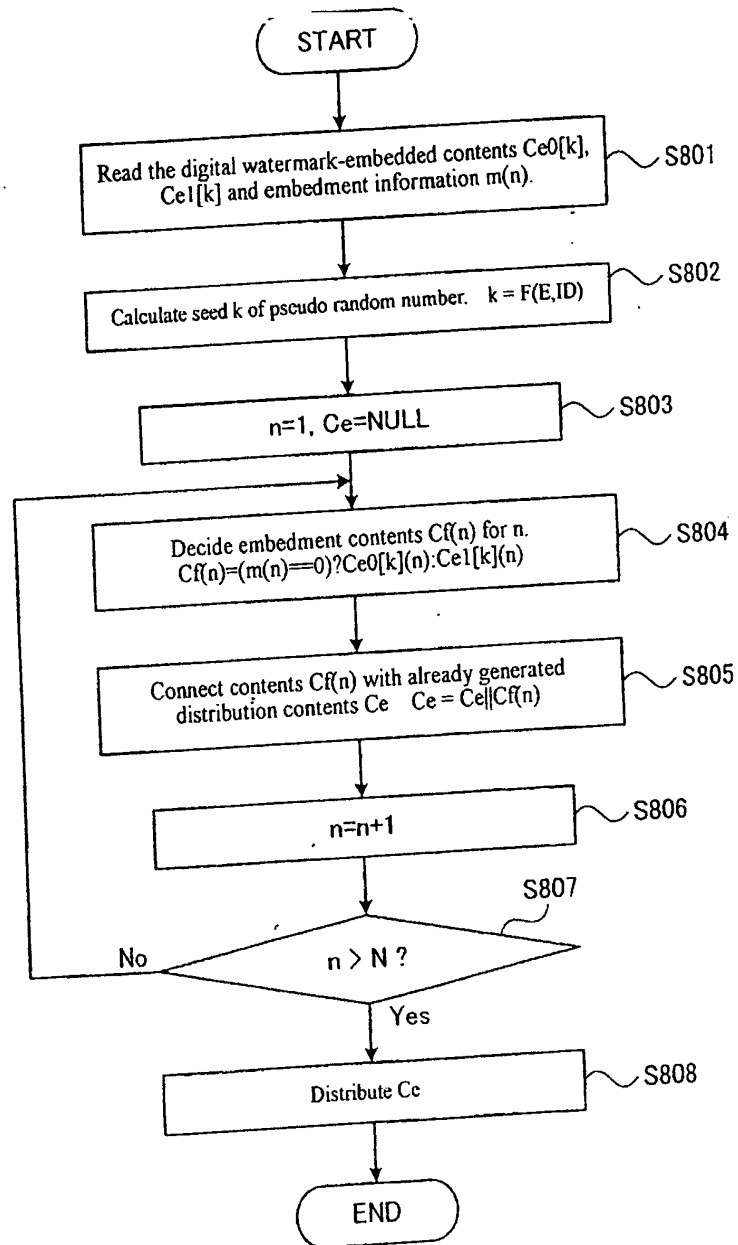 START
Read the digital watermark-embedded contents Ce0[k],
Ce1[k] and embedment information m(n).
S801
Calculate seed k of pseudo random number. k = F(E,ID)
S802
n=1, Ce=NULL
S803
Decide embedment contents Cf(n) for n.
Cf(n)=(m(n)==0)?Ce0[k](n):Ce1[k](n)
S804
Connect contents Cf(n) with already generated
distribution contents Ce Ce = Ce||Cf(n)
S805
n=n+1
S806
S807
n > N ?
No
Yes
Distribute Ce
S808
END